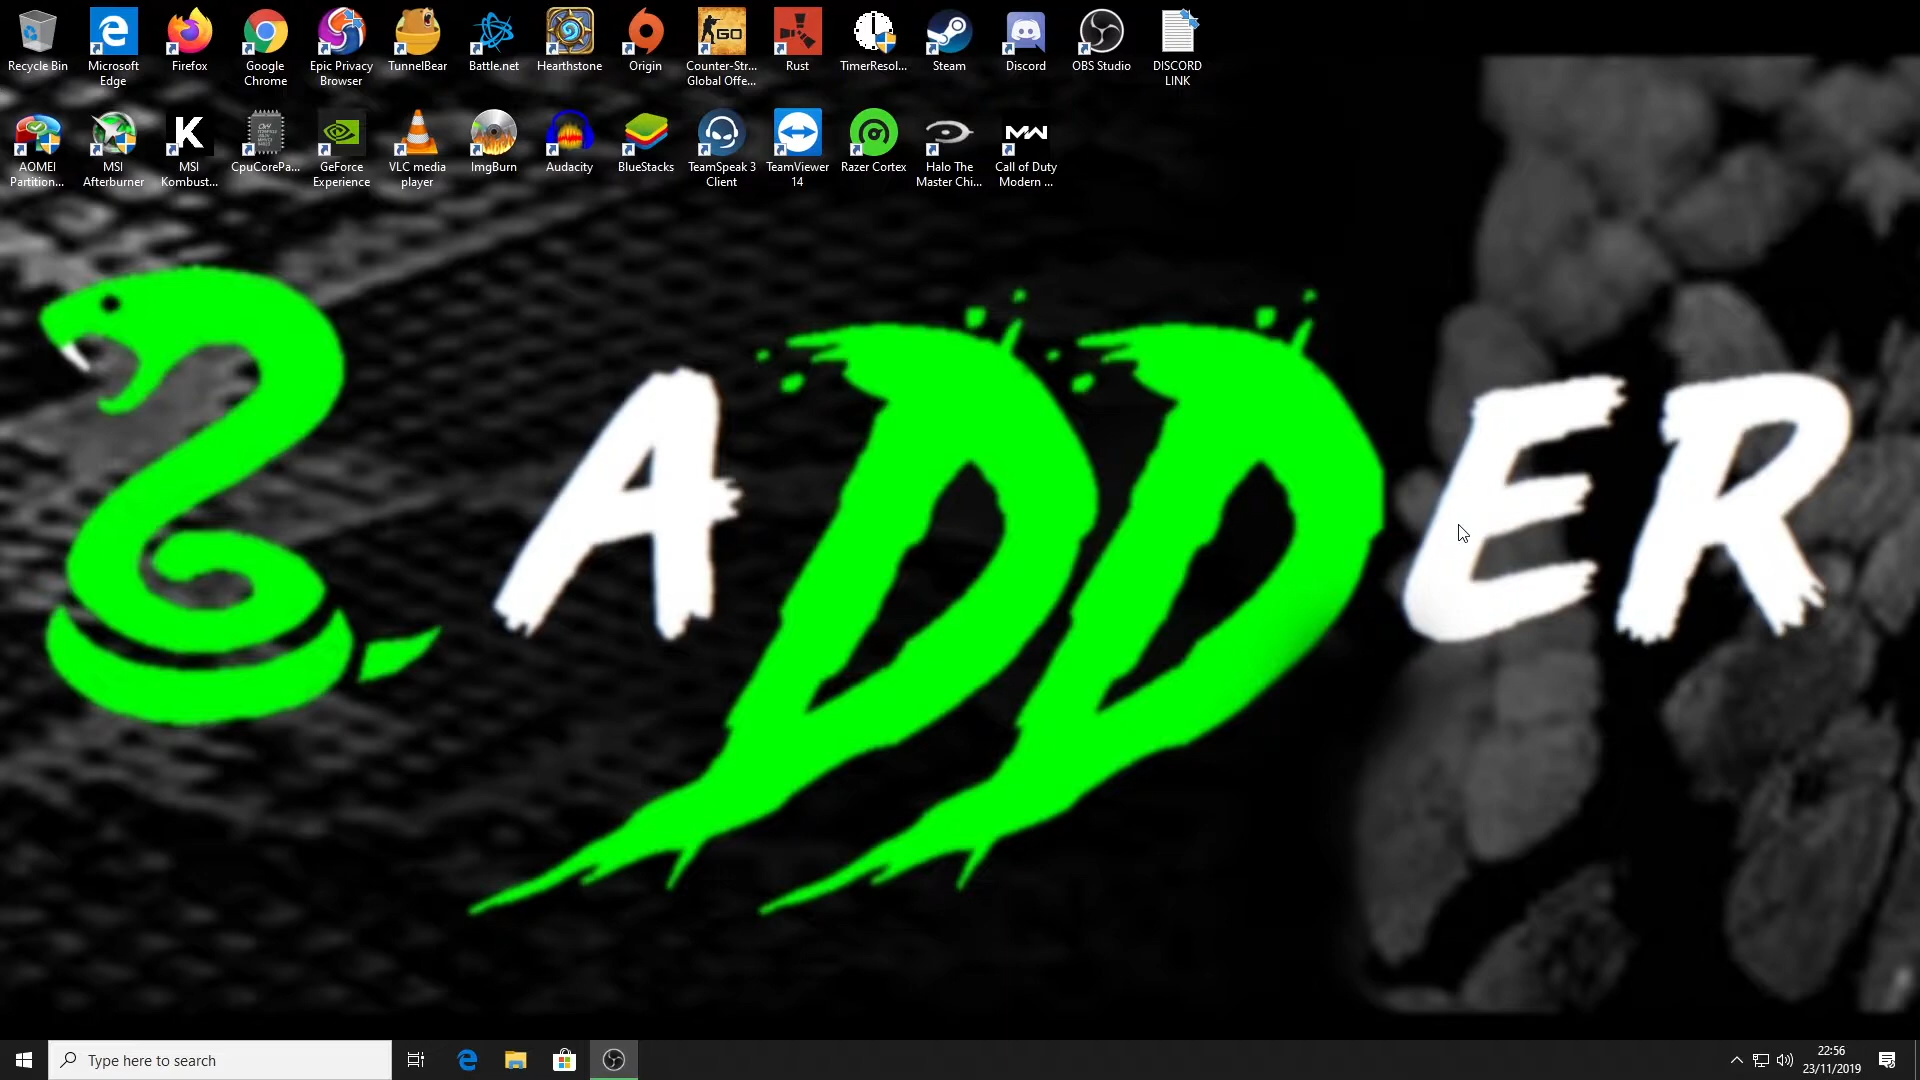 Recycle Bin
Microsoft
Edge
Firefox
Google
Chrome
Epic Privacy
Browser
TunnelBear
Battle.net
Hearthstone
Origin
Counter-Str...
Global Offe...
GO
Rust
TimerResol...
Steam
Discord
OBS Studio
DISCORD
LINK
AOMEI
Partition...
MSI
Afterburner
K
MSI
Kombust...
CpuCorePa...
GeForce
Experience
VLC media
player
ImgBurn
Audacity
BlueStacks
TeamSpeak 3
Client
TeamViewer
14
Razer Cortex
Halo The
Master Chi...
MW
Call of Duty
Modern ...
ADDER
Type here to search
22:56
23/11/2019